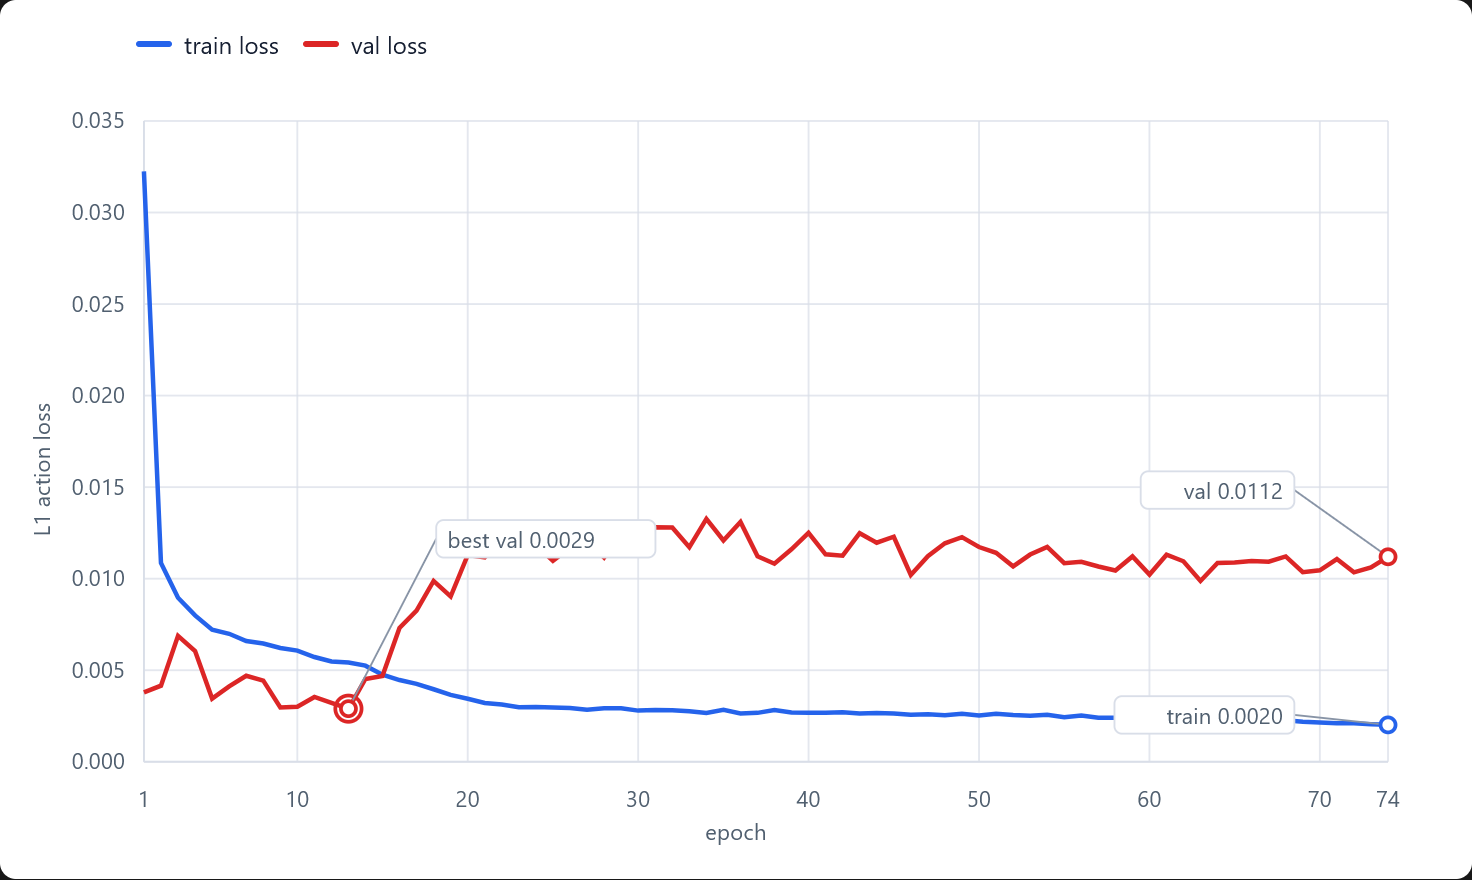 train loss val loss
0.035
0.030
0.025
0.020
0.015
0.010
0.005
0.000
L1 action loss
best val 0.0029
val 0.0112
train 0.0020
1 10 20 30 40 50 60 70 74
epoch